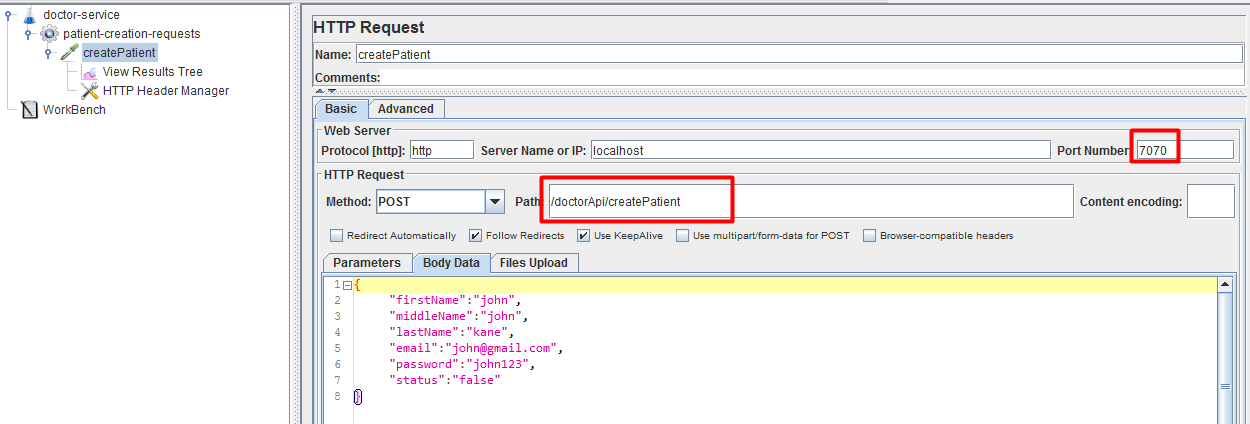 doctor-service
patient-creation-requests
createPatient
View Results Tree
HTTP Header Manager
WorkBench
HTTP Request
Name: createPatient
Comments:
Basic Advanced
Web Server
Protocol [http]: http Server Name or IP: localhost Port Number: 7070
HTTP Request
Method: POST Path: /doctorApi/createPatient Content encoding:
Redirect Automatically Follow Redirects Use KeepAlive Use multipart/form-data for POST Browser-compatible headers
Parameters Body Data Files Upload
1 {
2 "firstName":"john",
3 "middleName":"john",
4 "lastName":"kane",
5 "email":"john@gmail.com",
6 "password":"john123",
7 "status":"false"
8 }